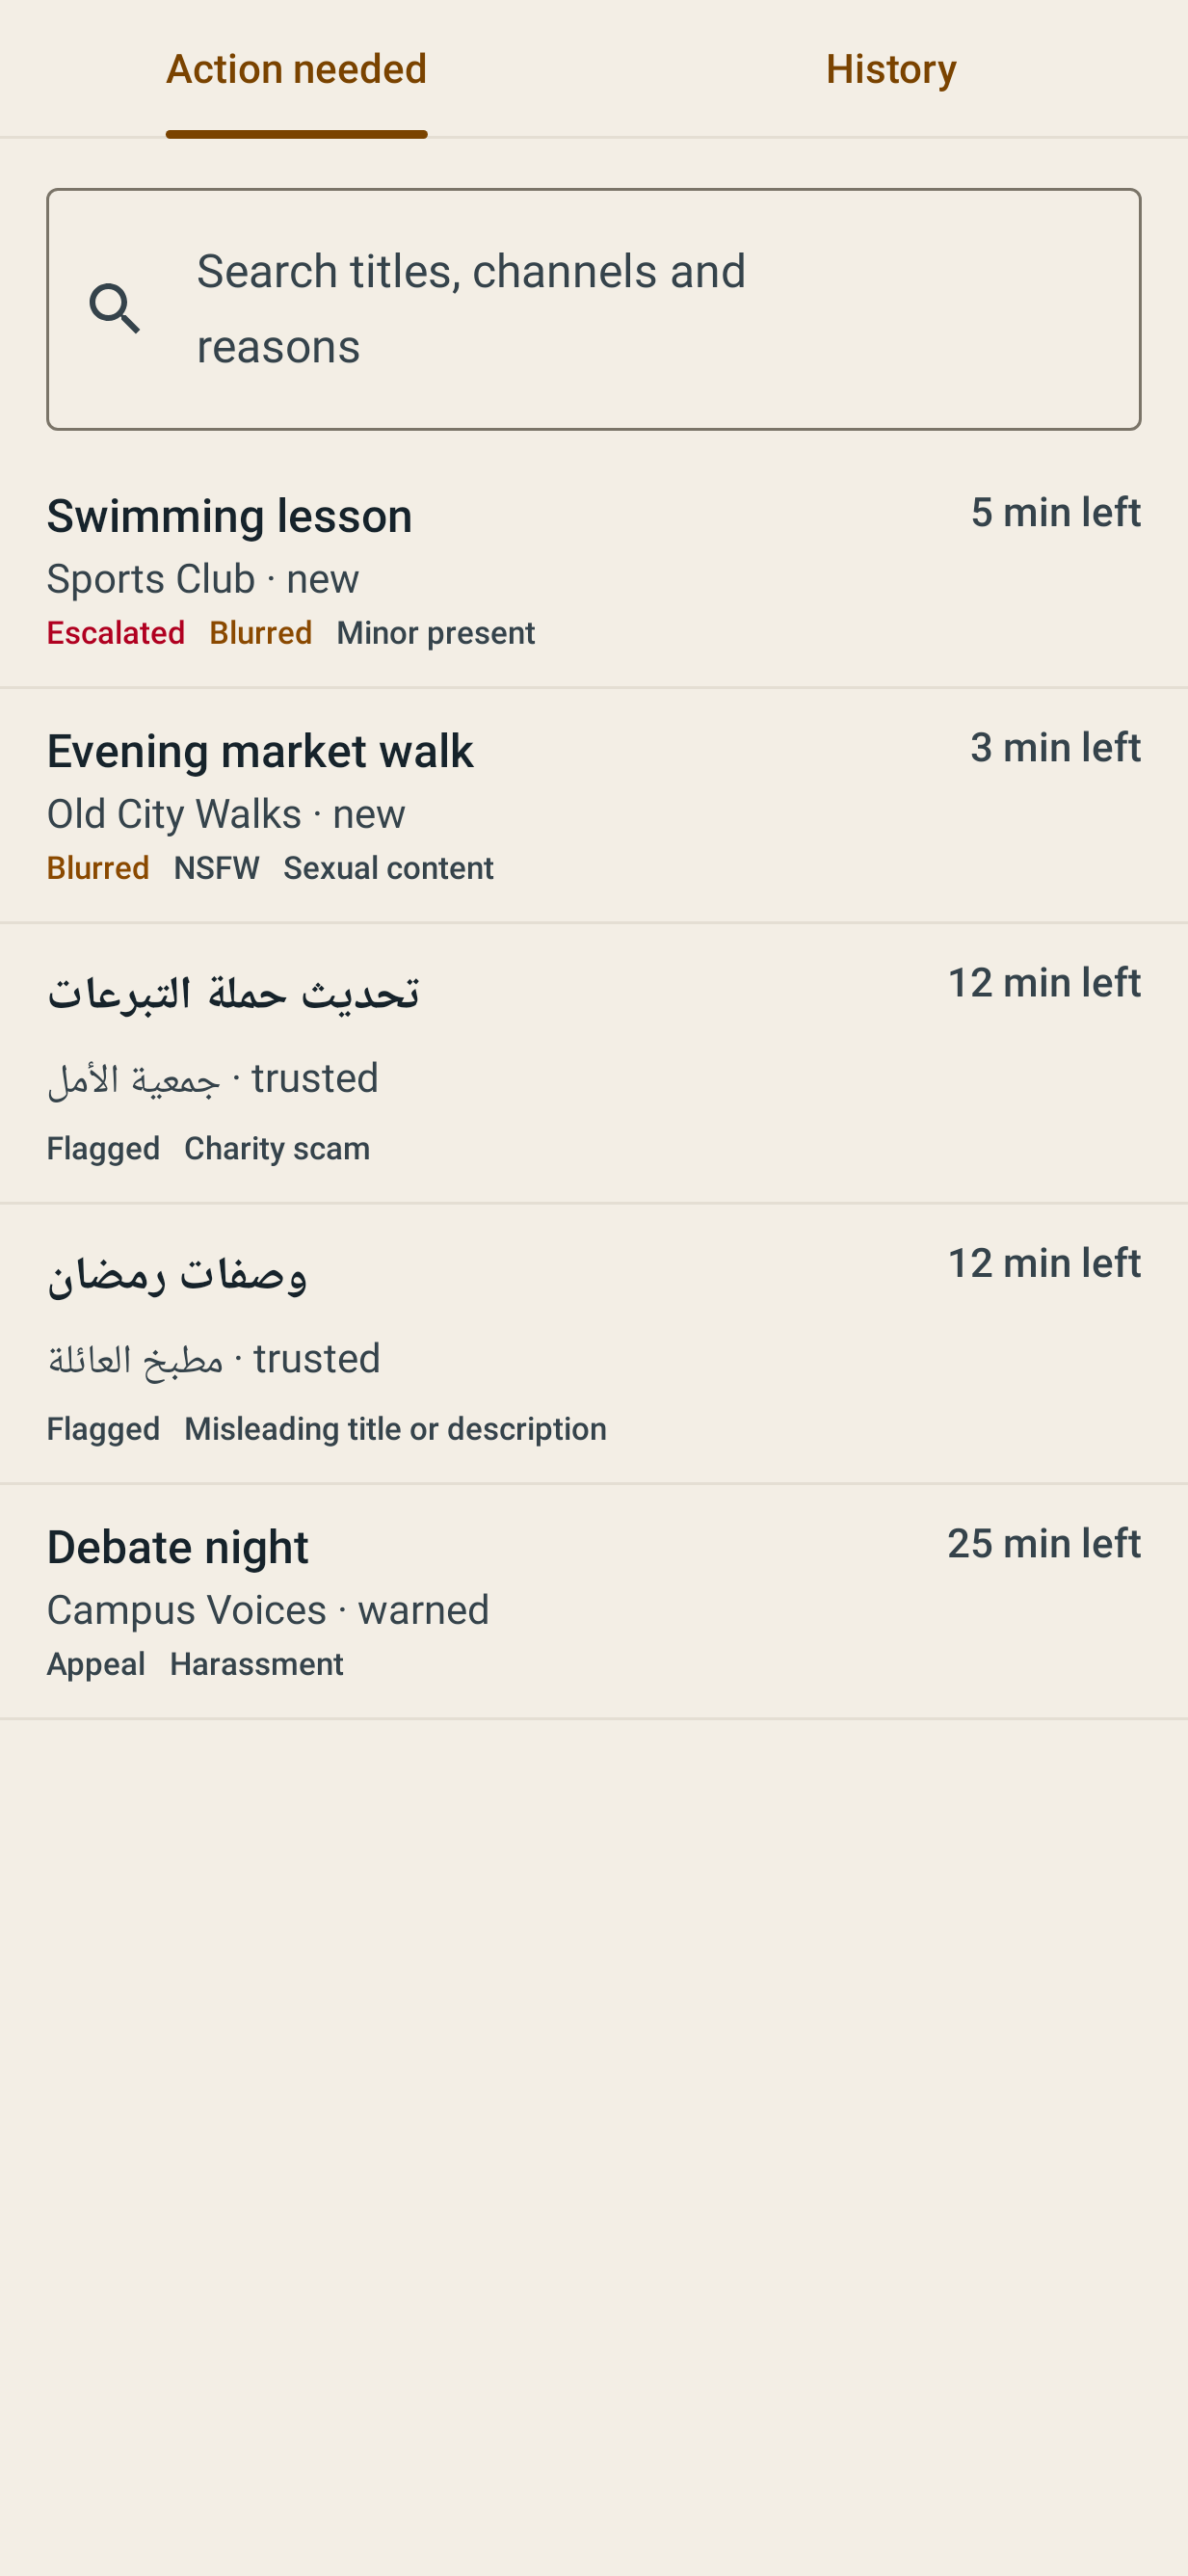 Action needed
History
Search titles, channels and
reasons
Swimming lesson
5 min left
Sports Club · new
Escalated Blurred Minor present
Evening market walk
3 min left
Old City Walks · new
Blurred NSFW Sexual content
تحديث حملة التبرعات
12 min left
جمعية الأمل · trusted
Flagged Charity scam
وصفات رمضان
12 min left
مطبخ العائلة · trusted
Flagged Misleading title or description
Debate night
25 min left
Campus Voices · warned
Appeal Harassment